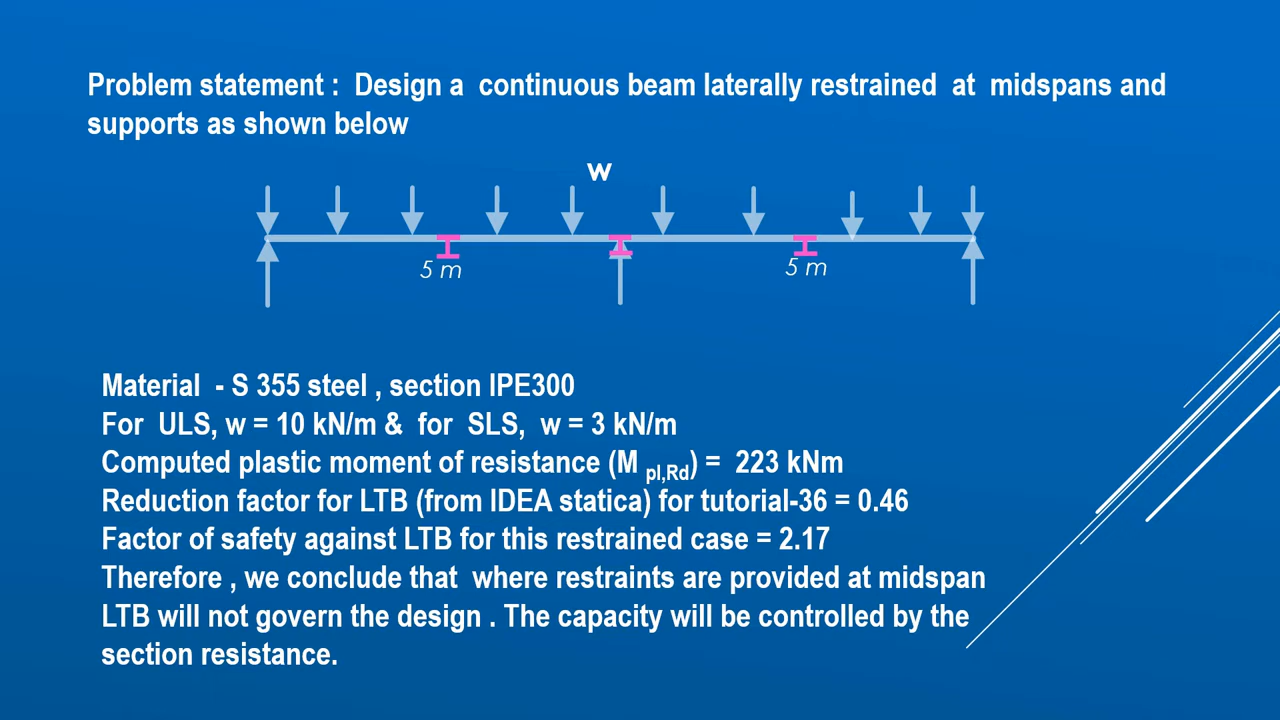 Problem statement : Design a continuous beam laterally restrained at midspans and
supports as shown below
w
5 m
5 m
Material - S 355 steel , section IPE300
For ULS, w = 10 kN/m & for SLS, w = 3 kN/m
Computed plastic moment of resistance (M pl,Rd) = 223 kNm
Reduction factor for LTB (from IDEA statica) for tutorial-36 = 0.46
Factor of safety against LTB for this restrained case = 2.17
Therefore , we conclude that where restraints are provided at midspan
LTB will not govern the design . The capacity will be controlled by the
section resistance.